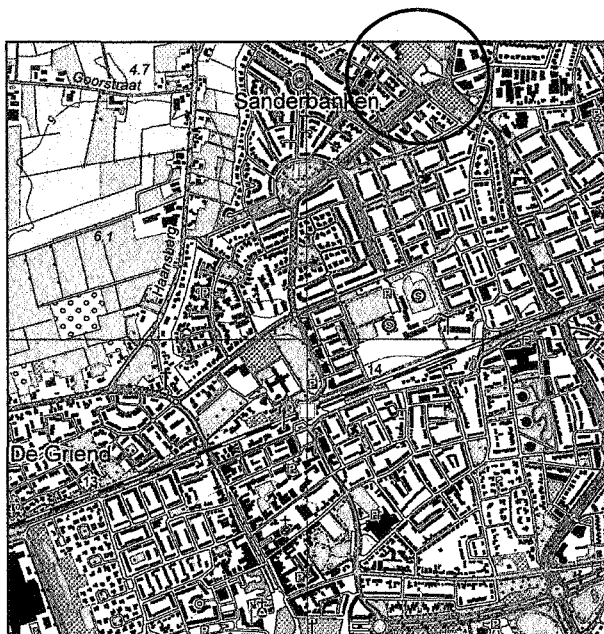 4.7
Goorstraat
Sanderbanken
6.1
Haansberg
14
De Griend
13